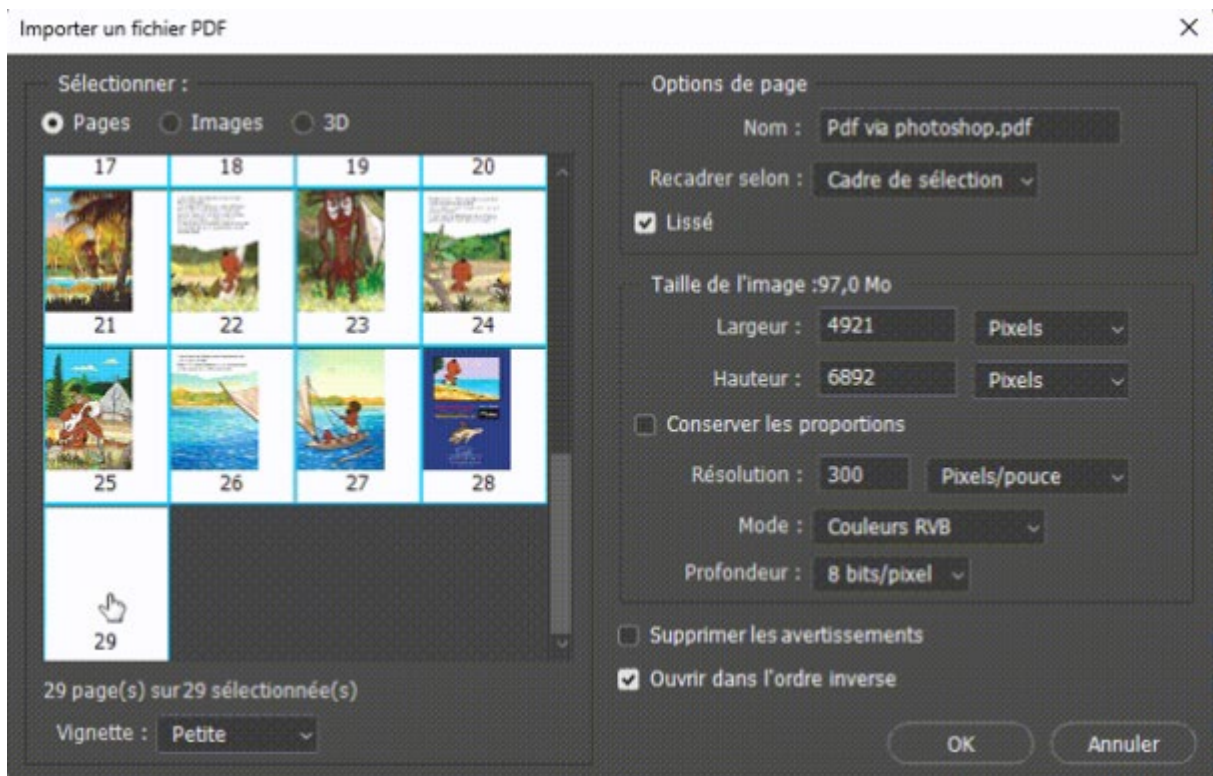 Importer un fichier PDF
Sélectionner :
Pages Images 3D
17 18 19 20
21 22 23 24
25 26 27 28
29
29 page(s) sur 29 sélectionnée(s)
Vignette : Petite
Options de page
Nom : Pdf via photoshop.pdf
Recadrer selon : Cadre de sélection
Lissé
Taille de l'image :97,0 Mo
Largeur : 4921 Pixels
Hauteur : 6892 Pixels
Conserver les proportions
Résolution : 300 Pixels/pouce
Mode : Couleurs RVB
Profondeur : 8 bits/pixel
Supprimer les avertissements
Ouvrir dans l'ordre inverse
OK Annuler